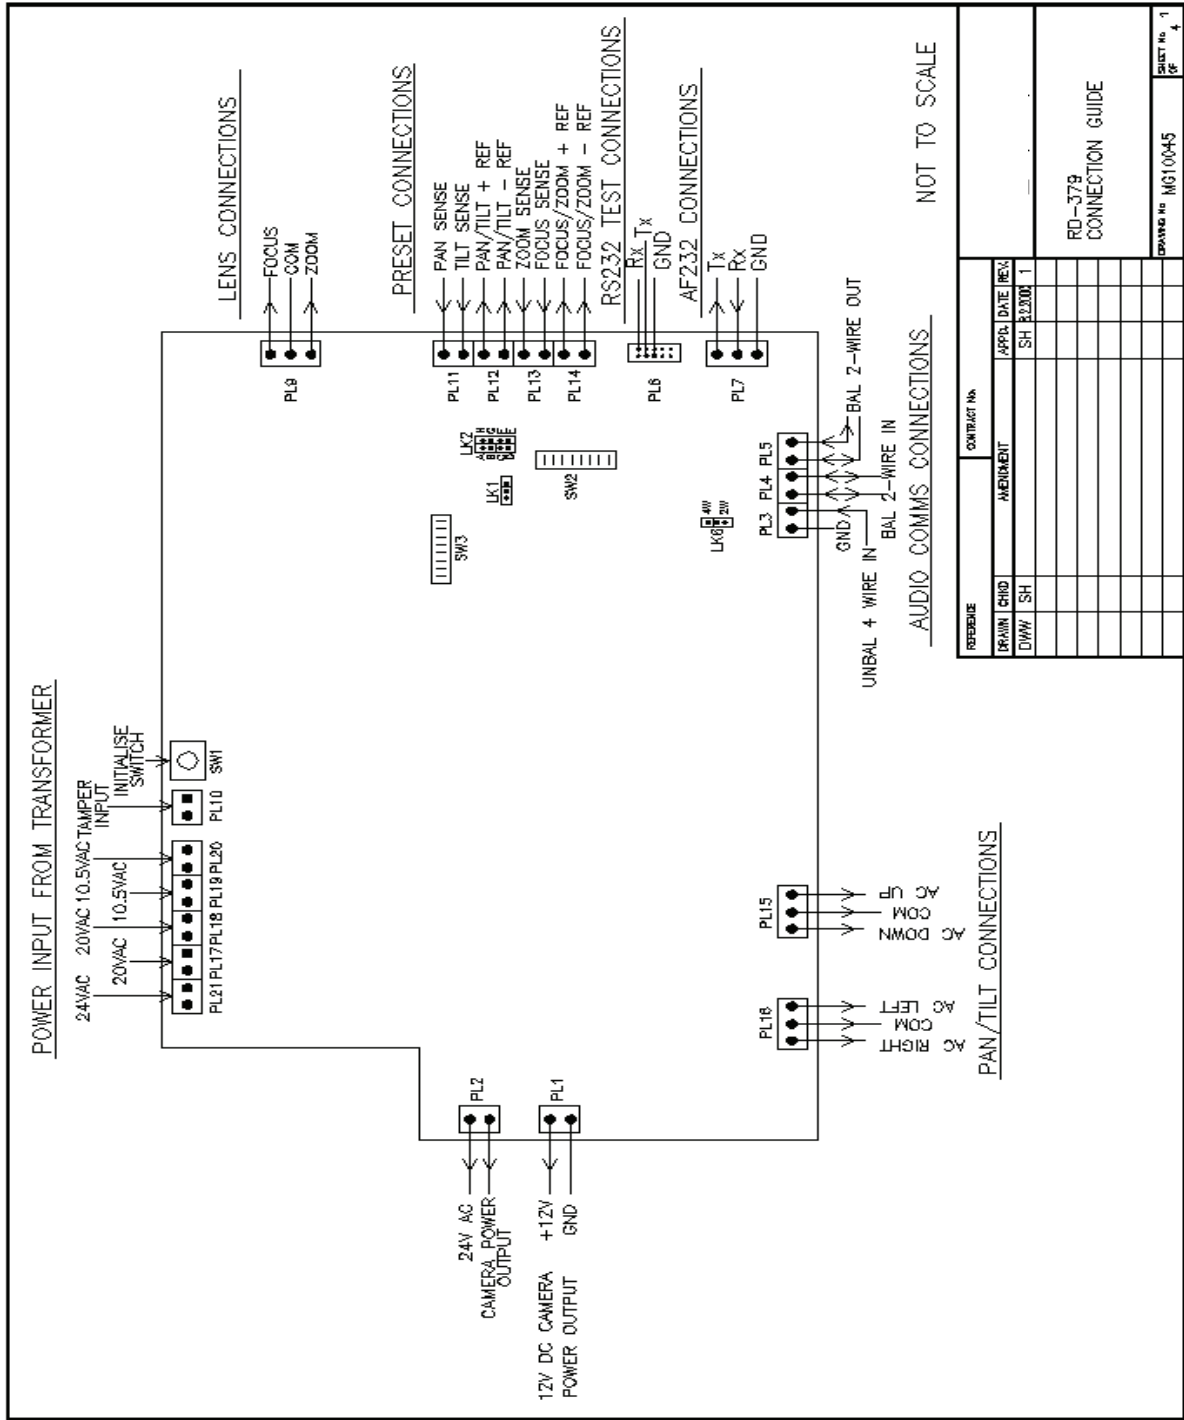 POWER INPUT FROM TRANSFORMER
24VAC
20VAC
20VAC
10.5VAC
10.5VAC
TAMPER
INPUT
INITIALISE
SWITCH
PL21
PL17
PL18
PL19
PL20
PL10
SW1
LENS CONNECTIONS
FOCUS
COM
ZOOM
PL9
PRESET CONNECTIONS
PAN SENSE
TILT SENSE
PAN/TILT + REF
PAN/TILT - REF
ZOOM SENSE
FOCUS SENSE
FOCUS/ZOOM + REF
FOCUS/ZOOM - REF
PL11
PL12
PL13
PL14
RS232 TEST CONNECTIONS
Rx
Tx
GND
PL6
AF232 CONNECTIONS
Tx
Rx
GND
PL7
LK2
LK1
SW3
SW2
LK6
4W
2W
PL2
24V AC
CAMERA POWER
OUTPUT
PL1
12V DC CAMERA
POWER OUTPUT
+12V
GND
PL16
AC RIGHT
COM
AC LEFT
PL15
AC DOWN
COM
AC UP
PAN/TILT CONNECTIONS
PL3
PL4
PL5
GND
UNBAL 4 WIRE IN
BAL 2-WIRE IN
BAL 2-WIRE OUT
AUDIO COMMS CONNECTIONS
NOT TO SCALE
REFERENCE
CONTRACT No.
DRAWN CHKD AMENDMENT APPD. DATE REV.
DWW SH SH 1
RD-379
CONNECTION GUIDE
DRAWING No MG10045
SHEET No. 1
OF 4